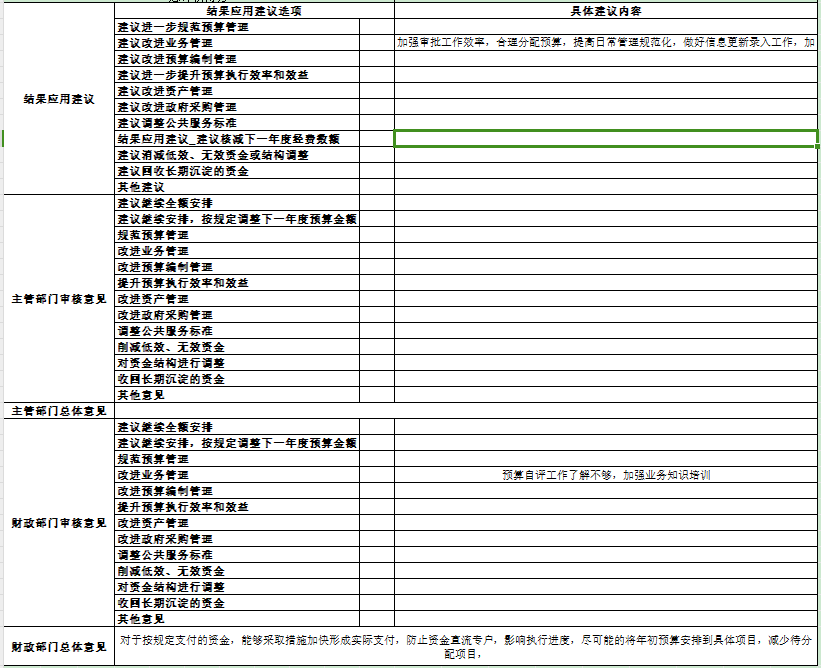 结果应用建议选项 具体建议内容
建议进一步规范预算管理
建议改进业务管理 加强审批工作效率，合理分配预算，提高日常管理规范化，做好信息更新录入工作，加
建议改进预算编制管理
建议进一步提升预算执行效率和效益
建议改进资产管理
结果应用建议
建议改进政府采购管理
建议调整公共服务标准
结果应用建议_建议核减下一年度经费数额
建议消减低效、无效资金或结构调整
建议回收长期沉淀的资金
其他建议
建议继续全额安排
建议继续安排，按规定调整下一年度预算金额
规范预算管理
改进业务管理
改进预算编制管理
提升预算执行效率和效益
主管部门审核意见 改进资产管理
改进政府采购管理
调整公共服务标准
削减低效、无效资金
对资金结构进行调整
收回长期沉淀的资金
其他意见
主管部门总体意见
建议继续全额安排
建议继续安排，按规定调整下一年度预算金额
规范预算管理
改进业务管理 预算自评工作了解不够，加强业务知识培训
改进预算编制管理
提升预算执行效率和效益
财政部门审核意见 改进资产管理
改进政府采购管理
调整公共服务标准
削减低效、无效资金
对资金结构进行调整
收回长期沉淀的资金
其他意见
财政部门总体意见 对于按规定支付的资金，能够采取措施加快形成实际支付，防止资金直流专户，影响执行进度，尽可能的将年初预算安排到具体项目，减少待分
配项目，